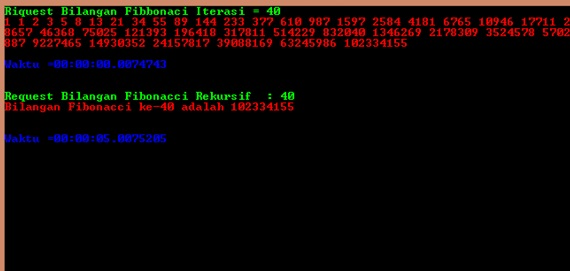 Riquest Bilangan Fibbonaci Iterasi = 40
1 1 2 3 5 8 13 21 34 55 89 144 233 377 610 987 1597 2584 4181 6765 10946 17711 2
8657 46368 75025 121393 196418 317811 514229 832040 1346269 2178309 3524578 5702
887 9227465 14930352 24157817 39088169 63245986 102334155
Waktu =00:00:00.0074743
Request Bilangan Fibonacci Rekursif : 40
Bilangan Fibonacci ke-40 adalah 102334155
Waktu =00:00:05.0075205